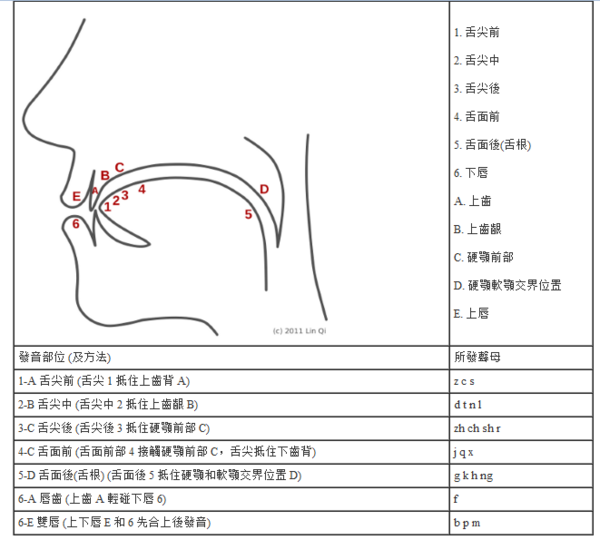 1. 舌尖前
2. 舌尖中
3. 舌尖後
4. 舌面前
5. 舌面後(舌根)
6. 下唇
A. 上齒
B. 上齒齦
C. 硬顎前部
D. 硬顎軟顎交界位置
E. 上唇
B
C
A
E
1
2
3
4
D
5
6
(c) 2011 Lin Qi
發音部位 (及方法)
所發聲母
1-A 舌尖前 (舌尖 1 抵住上齒背 A)
z c s
2-B 舌尖中 (舌尖中 2 抵住上齒齦 B)
d t n l
3-C 舌尖後 (舌尖後 3 抵住硬顎前部 C)
zh ch sh r
4-C 舌面前 (舌面前部 4 接觸硬顎前部 C，舌尖抵住下齒背)
j q x
5-D 舌面後(舌根) (舌面後 5 抵住硬顎和軟顎交界位置 D)
g k h ng
6-A 唇齒 (上齒 A 輕碰下唇 6)
f
6-E 雙唇 (上下唇 E 和 6 先合上後發音)
b p m